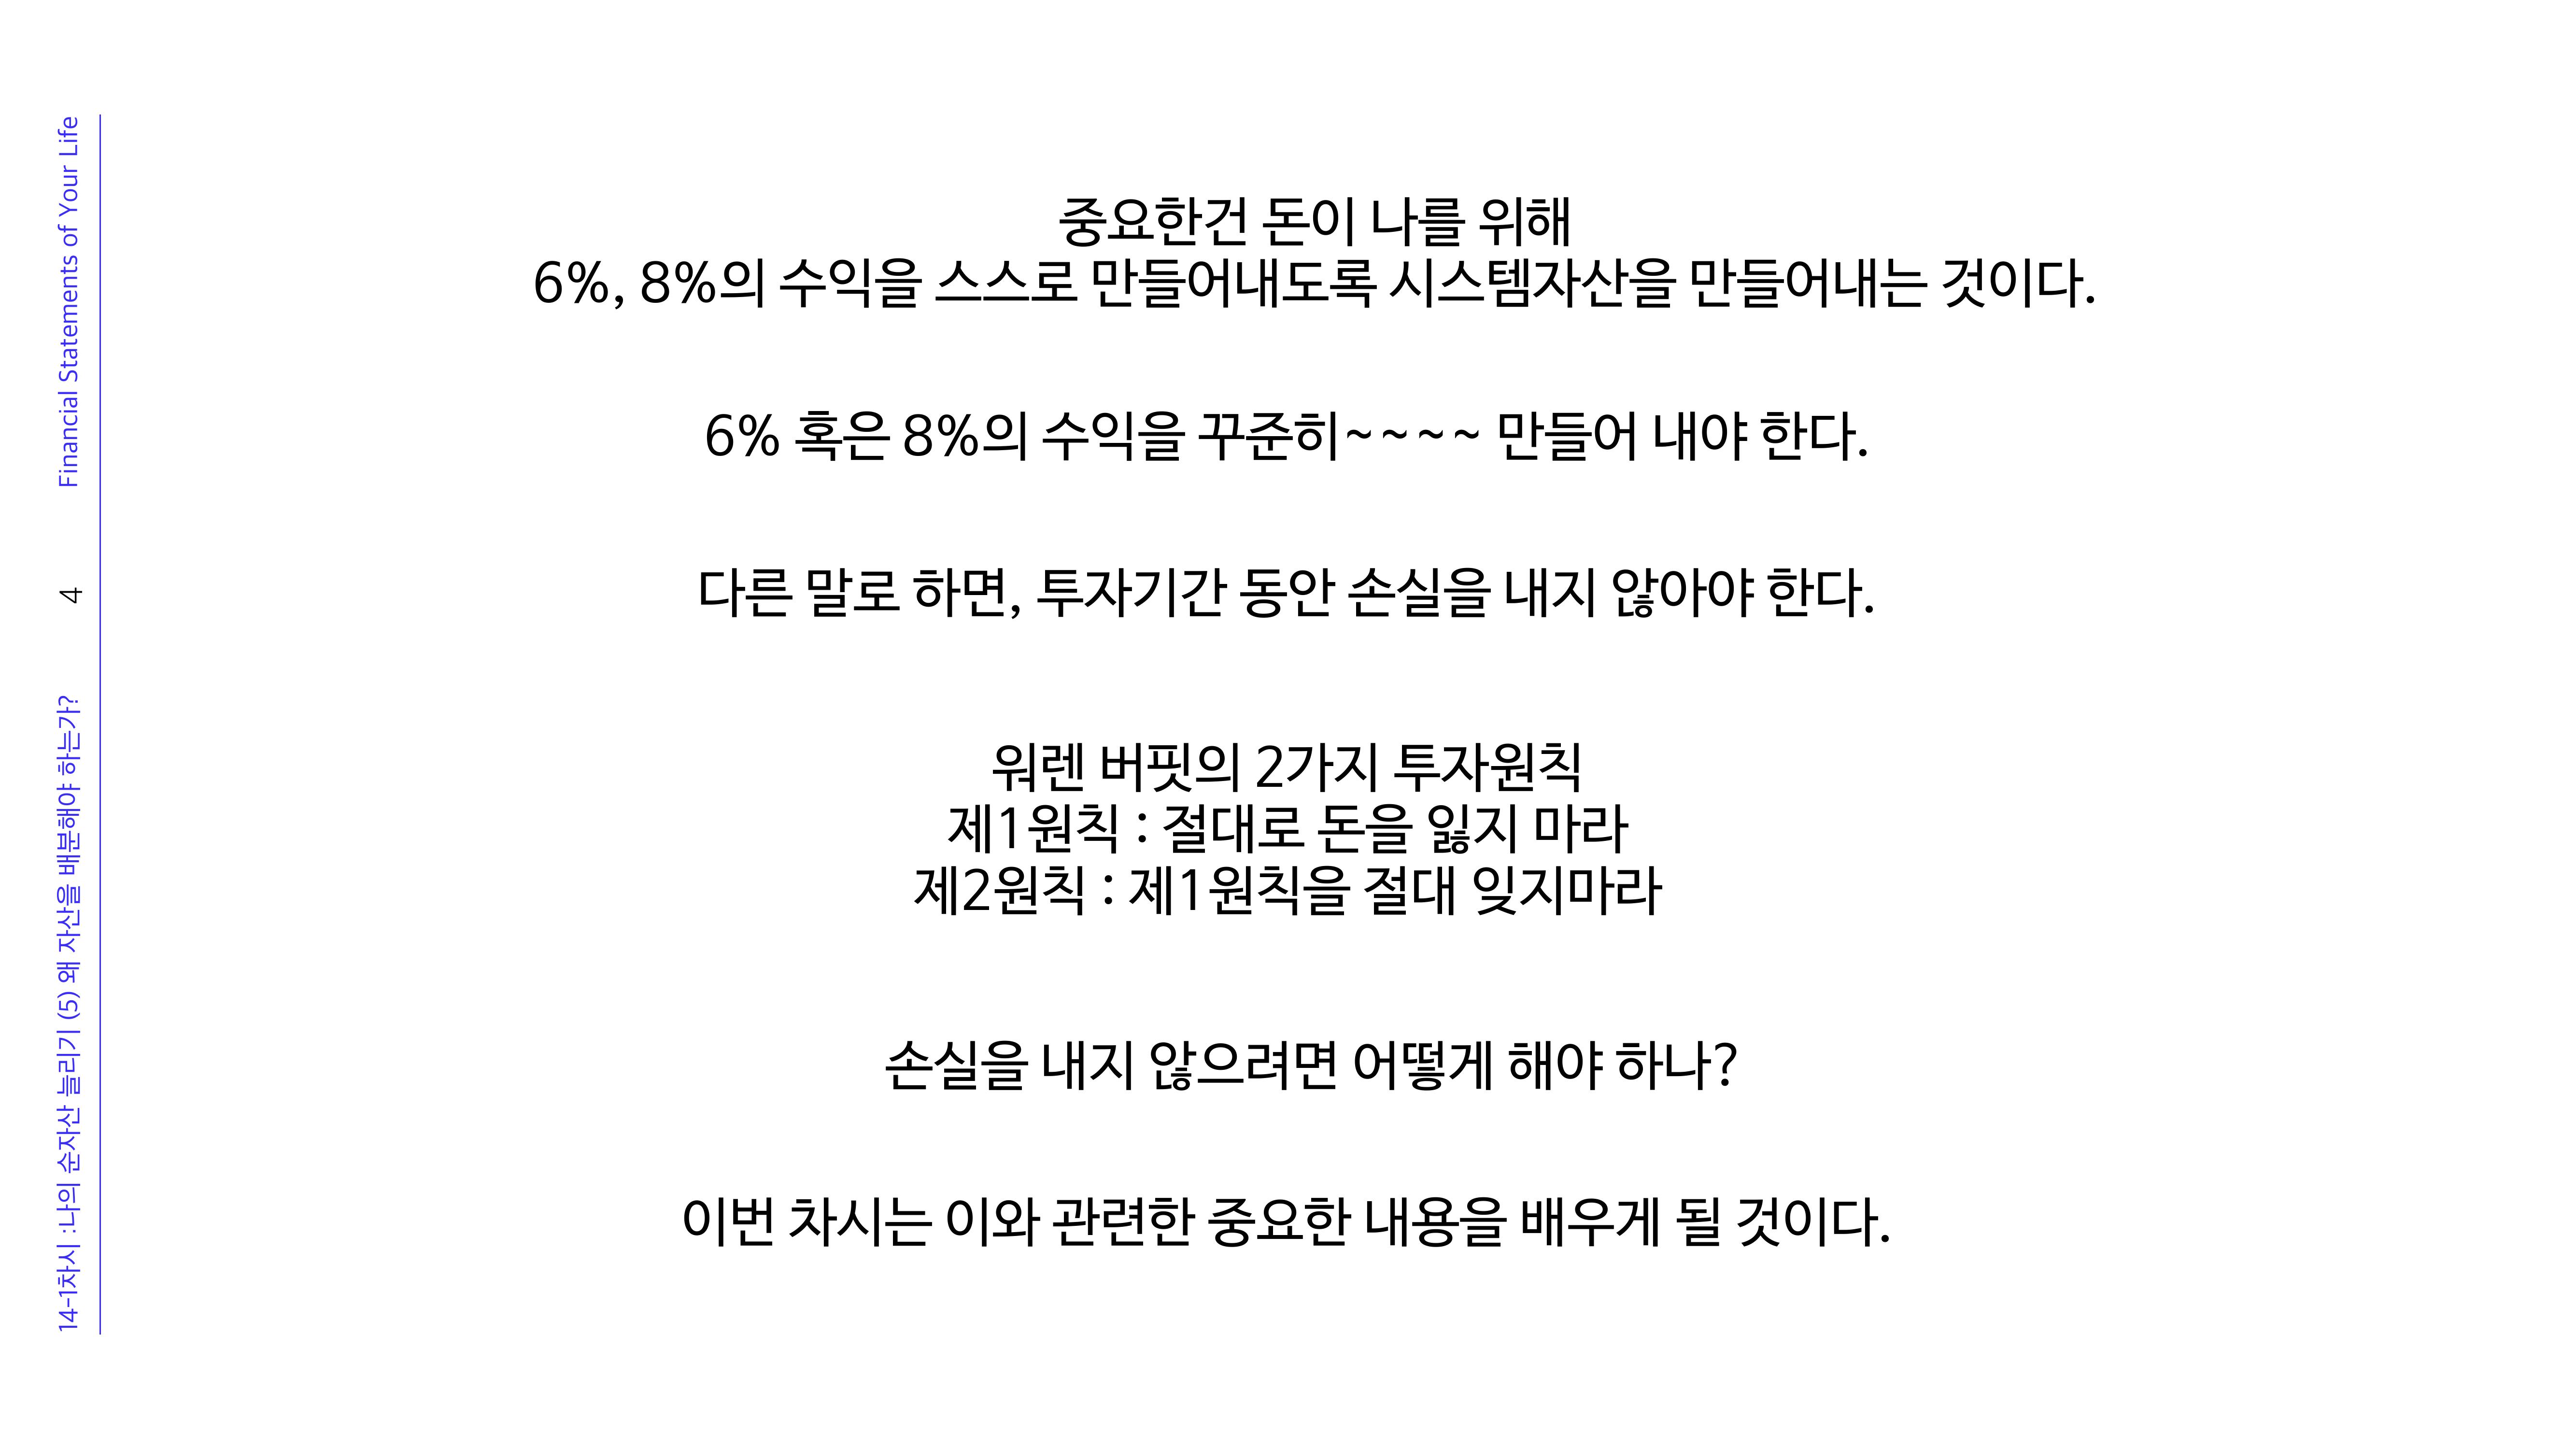 중요한건 돈이 나를 위해
6%, 8%의 수익을 스스로 만들어내도록 시스템자산을 만들어내는 것이다.
6% 혹은 8%의 수익을 꾸준히~~~~ 만들어 내야 한다.
다른 말로 하면, 투자기간 동안 손실을 내지 않아야 한다.
워렌 버핏의 2가지 투자원칙
제1원칙 : 절대로 돈을 잃지 마라
제2원칙 : 제1원칙을 절대 잊지마라
손실을 내지 않으려면 어떻게 해야 하나?
이번 차시는 이와 관련한 중요한 내용을 배우게 될 것이다.
14-1차시 :나의 순자산 늘리기 (5) 왜 자산을 배분해야 하는가?
4
Financial Statements of Your Life